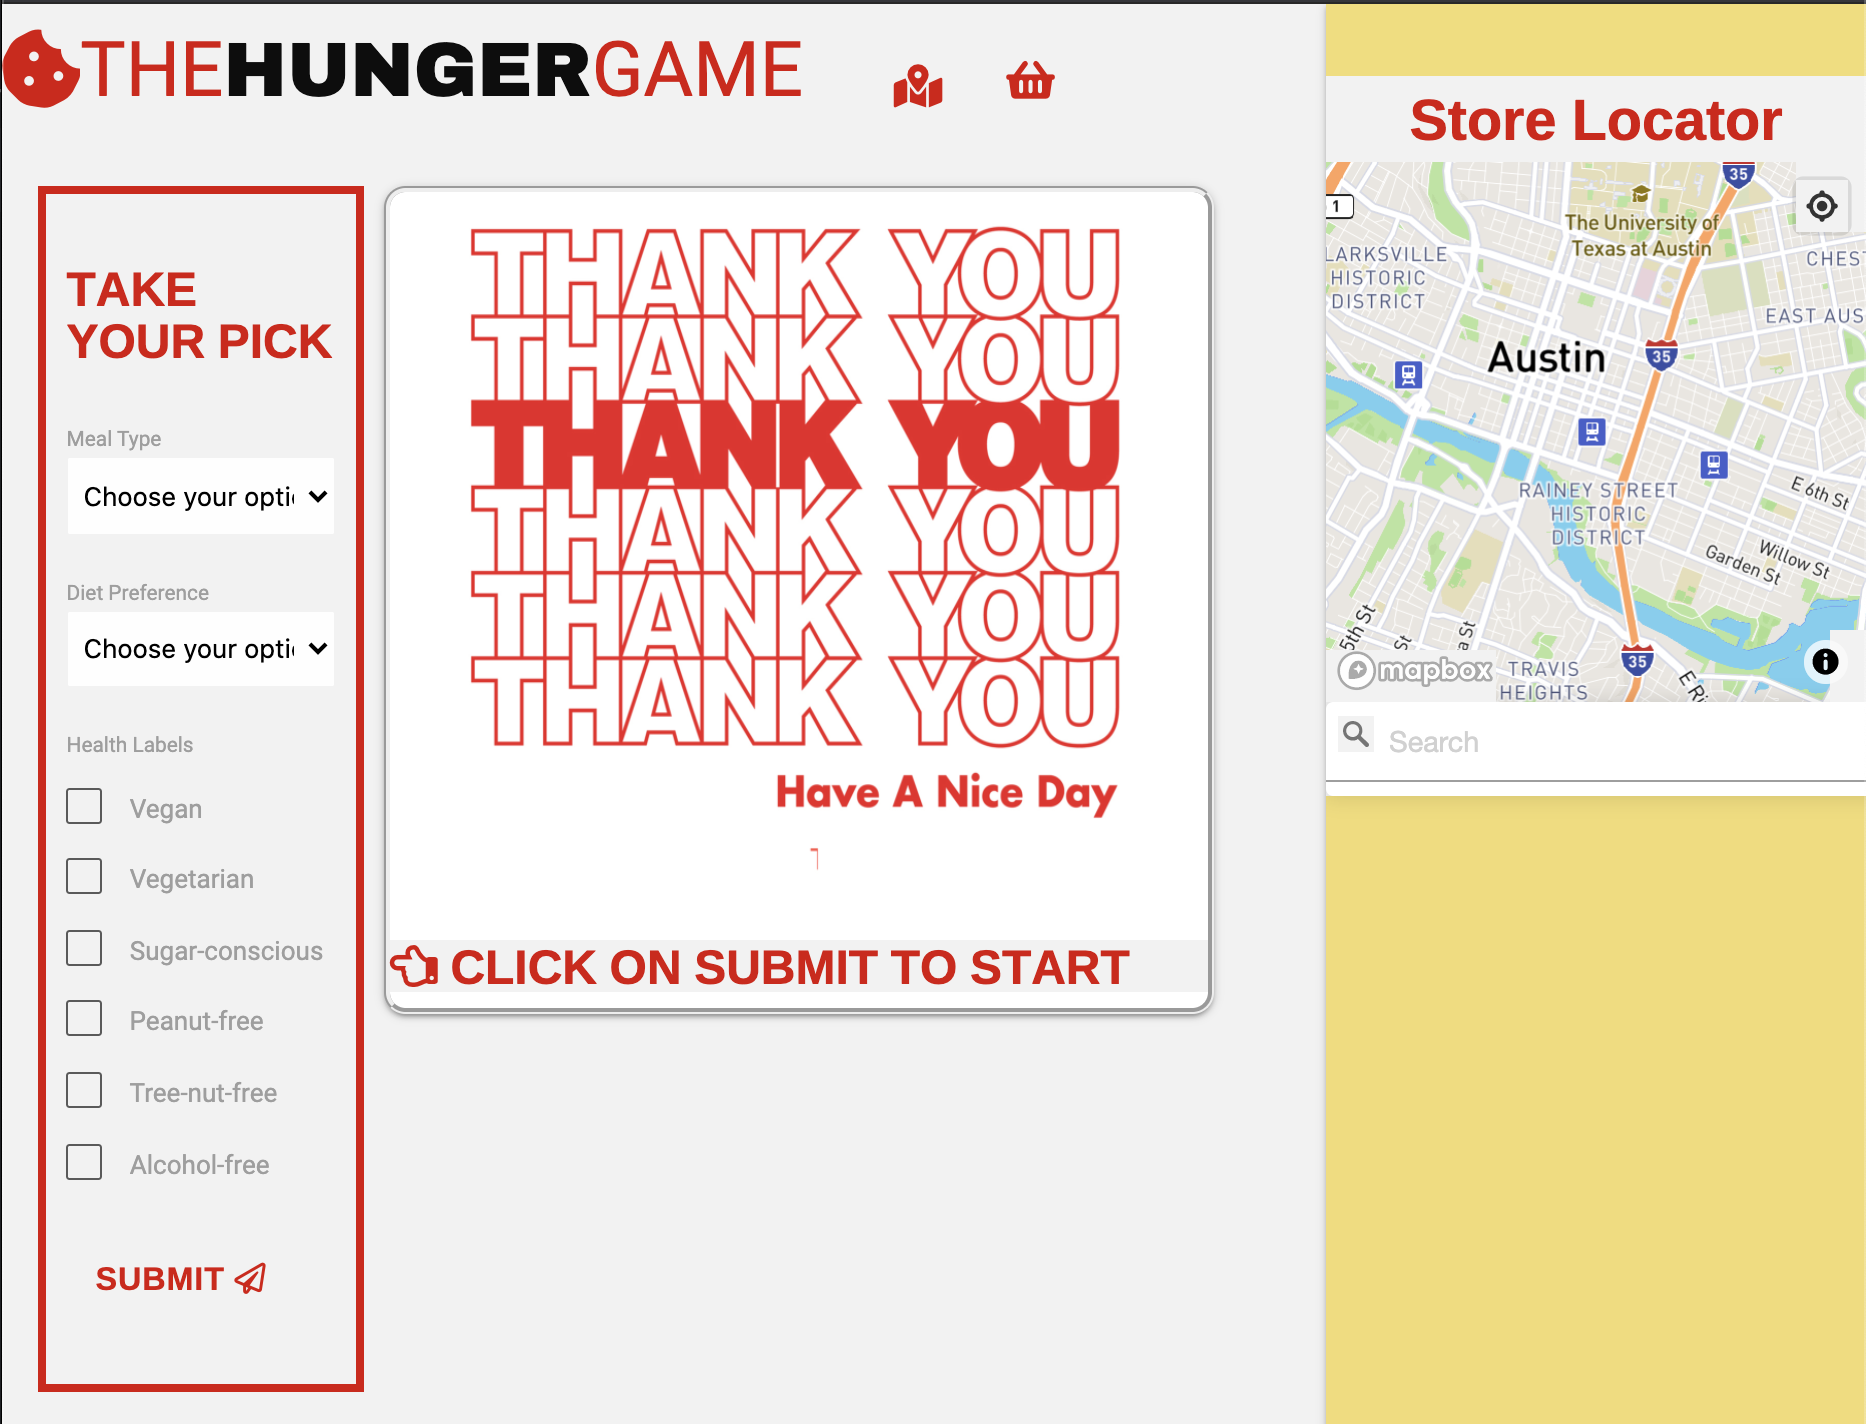 THEHUNGERGAME
TAKE
YOUR PICK
Meal Type
Choose your opti
Diet Preference
Choose your opti
Health Labels
Vegan
Vegetarian
Sugar-conscious
Peanut-free
Tree-nut-free
Alcohol-free
SUBMIT
THANK YOU
THANK YOU
THANK YOU
THANK YOU
THANK YOU
THANK YOU
Have A Nice Day
CLICK ON SUBMIT TO START
Store Locator
35
1
The University of
Texas at Austin
LARKSVILLE
HISTORIC
DISTRICT
CHEST
EAST AUS
Austin
35
RAINEY STREET
HISTORIC
DISTRICT
E 6th St
Willow St
Garden St
5th St
St
a St
35
E Ri
mapbox
TRAVIS
HEIGHTS
Search